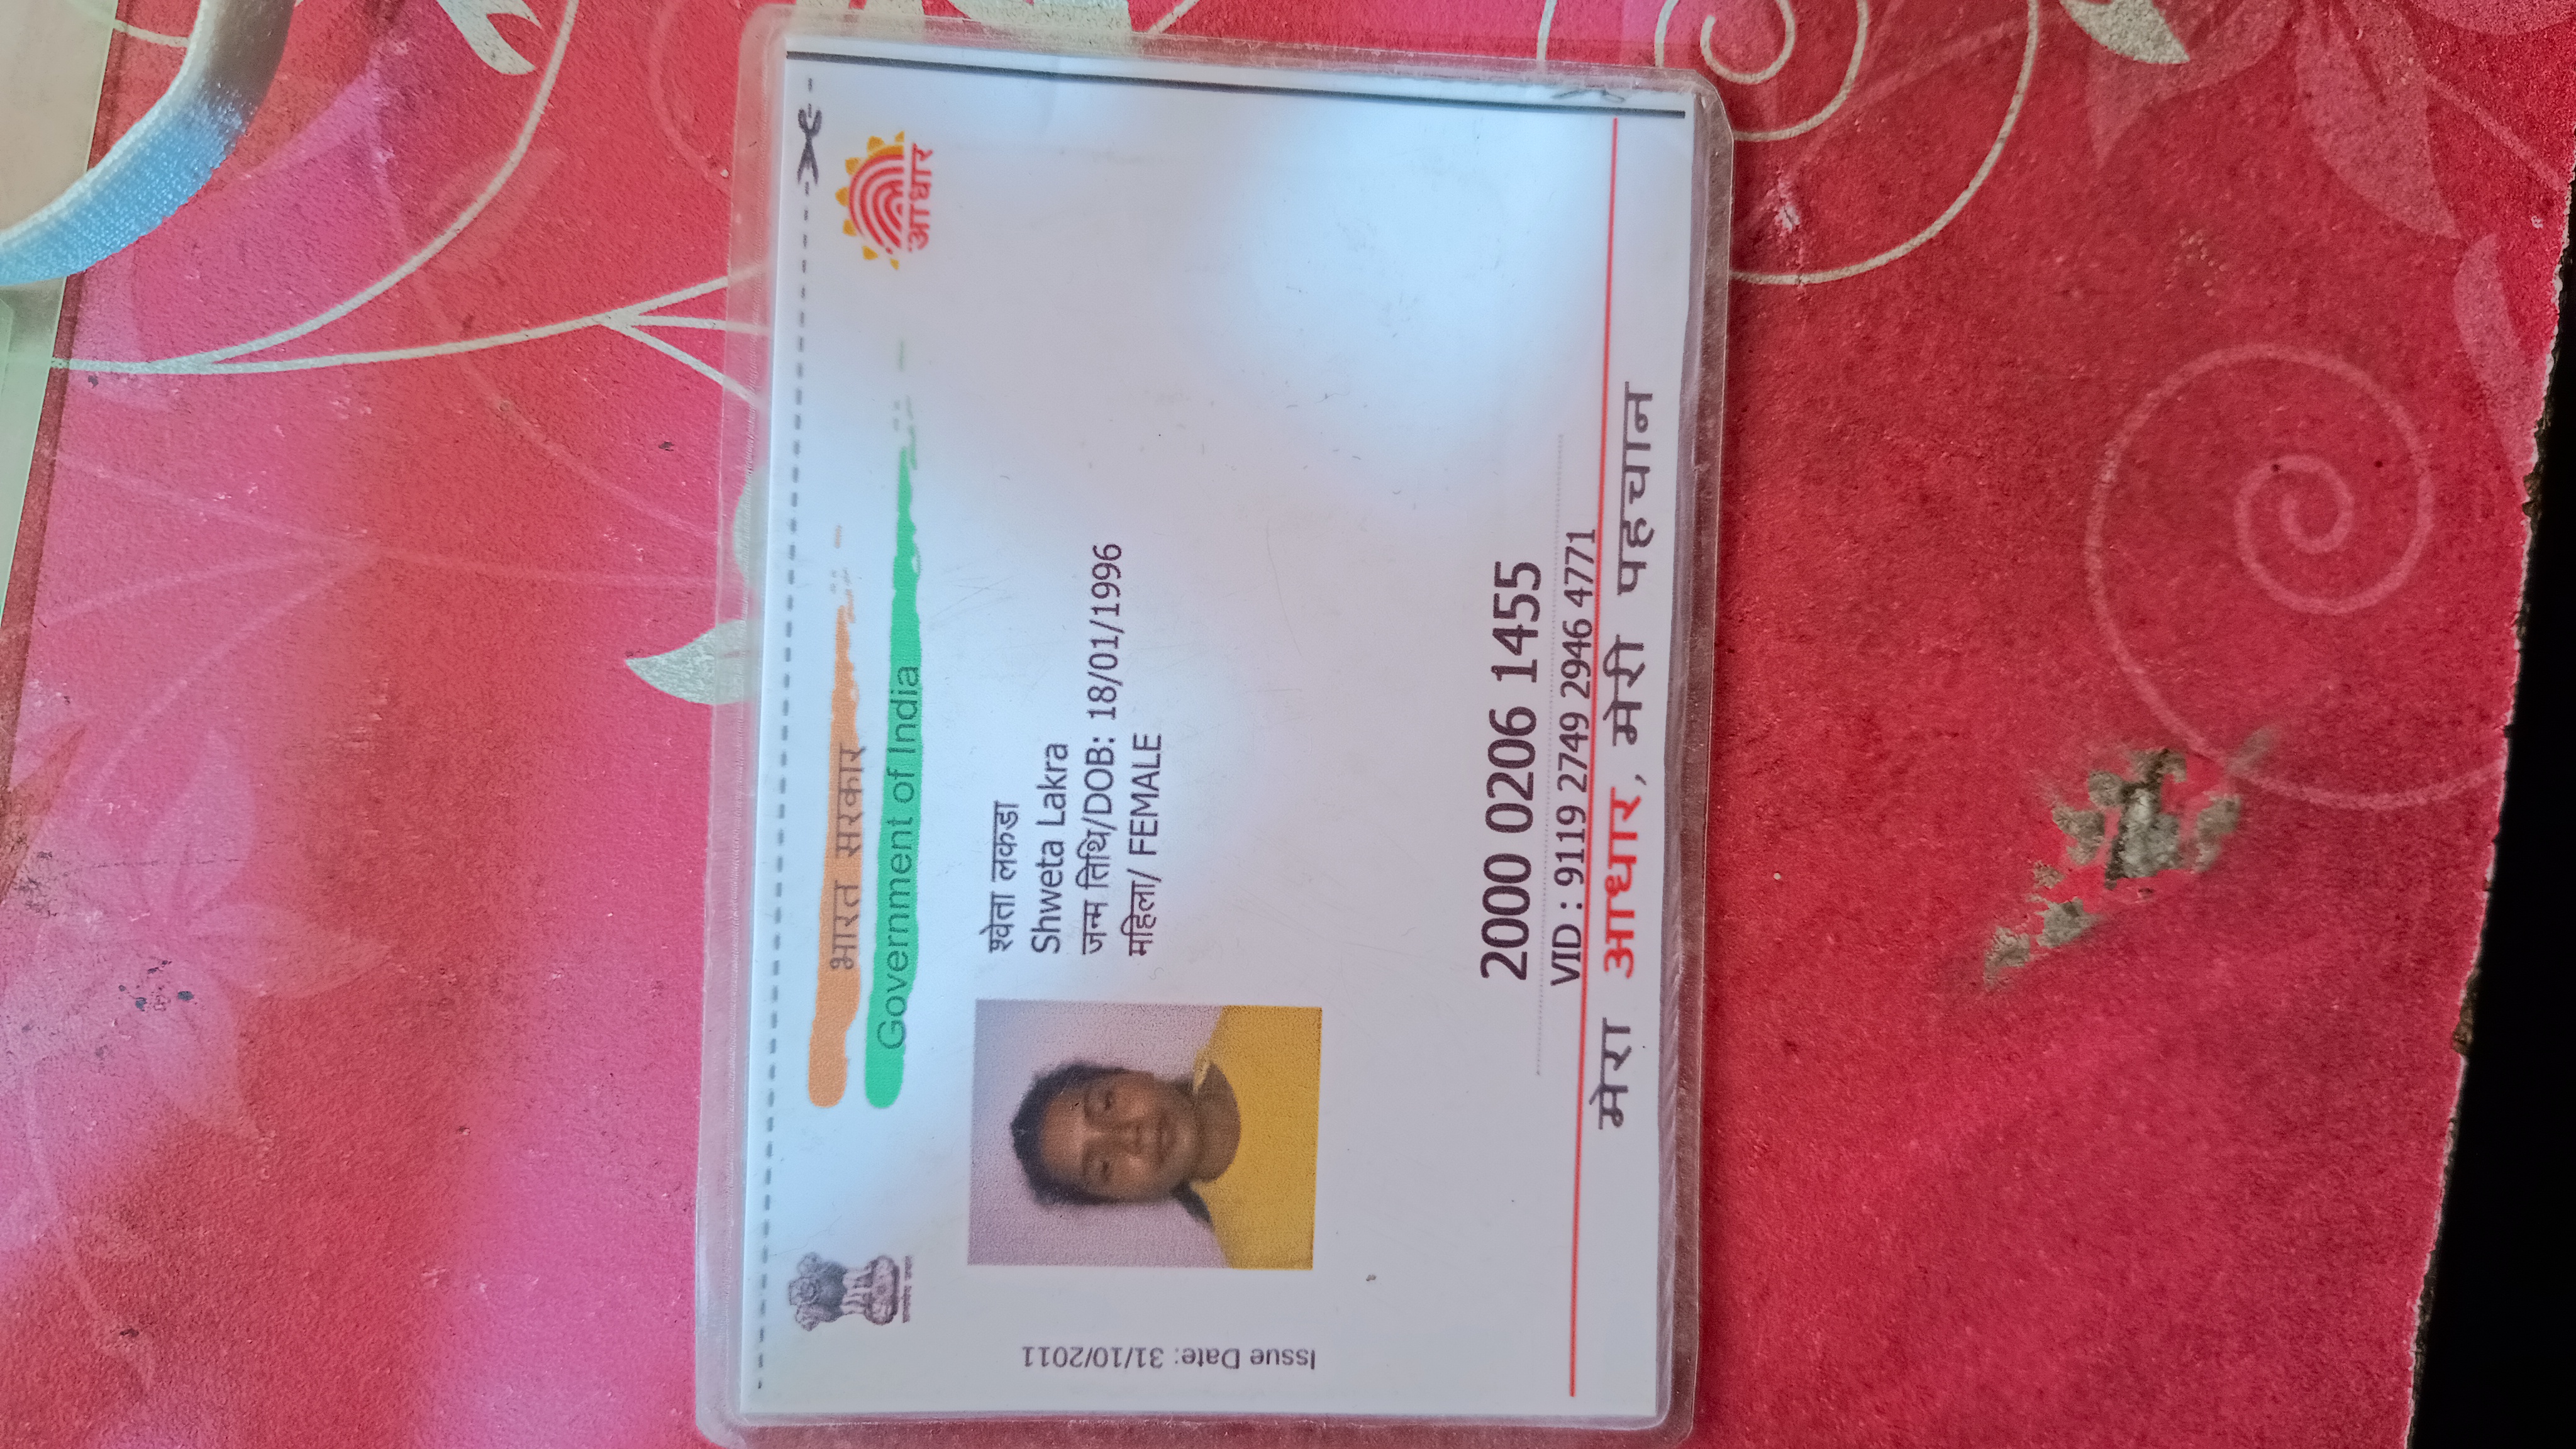 भारत सरकार
Government of India
आधार
श्वेता लकडा
Shweta Lakra
जन्म तिथि/DOB: 18/01/1996
महिला/ FEMALE
Issue Date: 31/10/2011
2000 0206 1455
VID : 9119 2749 2946 4771
मेरा आधार, मेरी पहचान